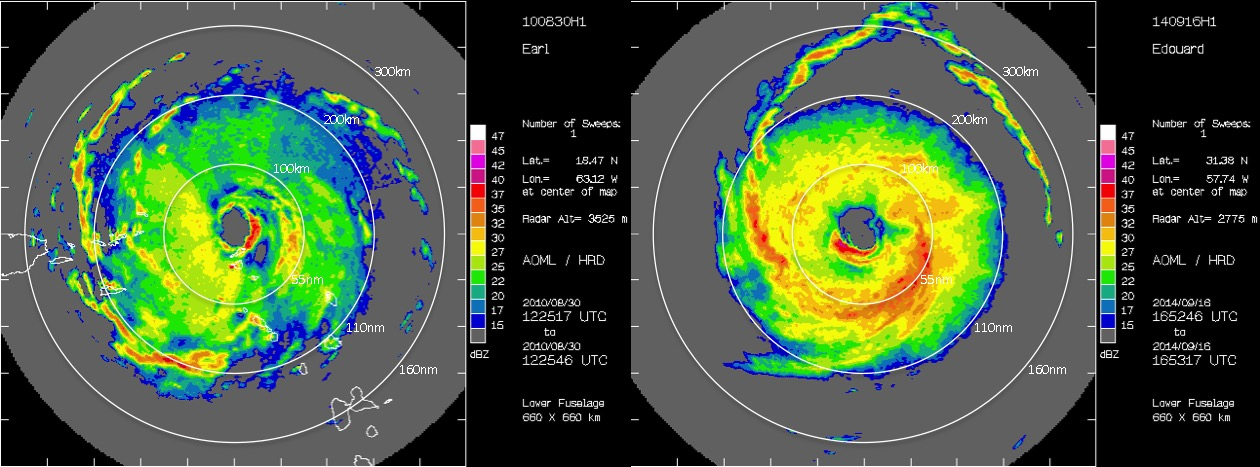 100830H1
Earl
300km
200km
100km
55nm
110nm
160nm
Number of Sweeps:
1
47
45
42
40
37
35
32
30
27
25
22
20
17
15
dBZ
Lat.= 18.47 N
Lon.= 63.12 W
at center of map
Radar Alt= 3525 m
AOML / HRD
2010/08/30
122517 UTC
to
2010/08/30
122546 UTC
Lower Fuselage
660 X 660 km
140916H1
Edouard
300km
200km
100km
55nm
110nm
160nm
Number of Sweeps:
1
47
45
42
40
37
35
32
30
27
25
22
20
17
15
dBZ
Lat.= 31.38 N
Lon.= 57.74 W
at center of map
Radar Alt= 2775 m
AOML / HRD
2014/09/16
165246 UTC
to
2014/09/16
165317 UTC
Lower Fuselage
660 X 660 km